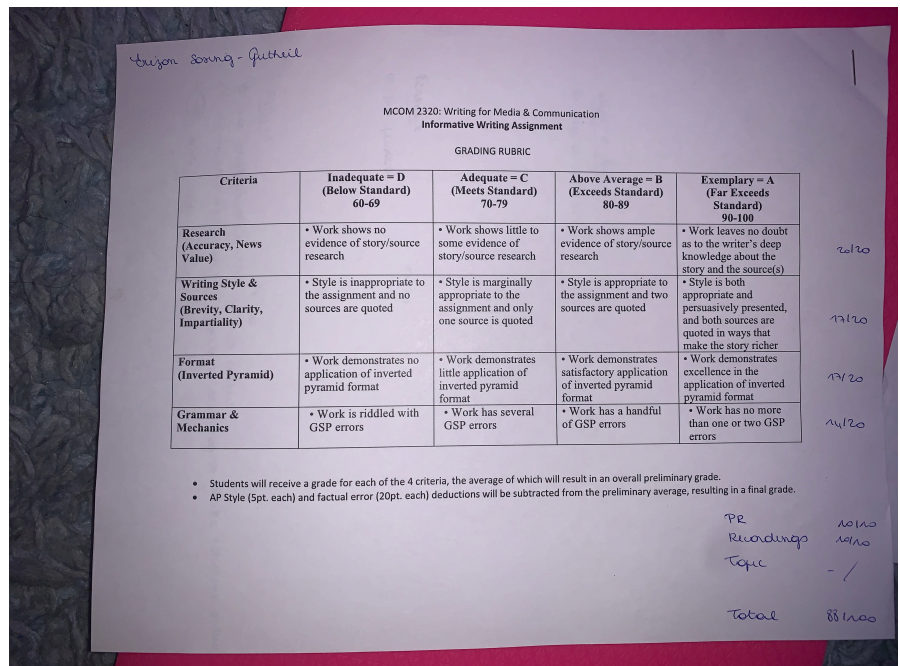 Gutheil
MCOM 2320: Writing for Media & Communication
Informative Writing Assignment
GRADING RUBRIC
Criteria
Inadequate = D
(Below Standard)
60-69
Adequate = C
(Meets Standard)
70-79
Above Average = B
(Exceeds Standard)
80-89
Exemplary = A
(Far Exceeds
Standard)
90-100
Research
(Accuracy, News
Value)
• Work shows no
evidence of story/source
research
• Work shows little to
some evidence of
story/source research
• Work shows ample
evidence of story/source
research
• Work leaves no doubt
as to the writer's deep
knowledge about the
story and the source(s)
20/20
Writing Style &
Sources
(Brevity, Clarity,
Impartiality)
• Style is inappropriate to
the assignment and no
sources are quoted
• Style is marginally
appropriate to the
assignment and only
one source is quoted
• Style is appropriate to
the assignment and two
sources are quoted
• Style is both
appropriate and
persuasively presented,
and both sources are
quoted in ways that
make the story richer
17/20
Format
(Inverted Pyramid)
• Work demonstrates no
application of inverted
pyramid format
• Work demonstrates
little application of
inverted pyramid
format
• Work demonstrates
satisfactory application
of inverted pyramid
format
• Work demonstrates
excellence in the
application of inverted
pyramid format
17/20
Grammar &
Mechanics
• Work is riddled with
GSP errors
• Work has several
GSP errors
• Work has a handful
of GSP errors
• Work has no more
than one or two GSP
errors
14/20
• Students will receive a grade for each of the 4 criteria, the average of which will result in an overall preliminary grade.
• AP Style (5pt. each) and factual error (20pt. each) deductions will be subtracted from the preliminary average, resulting in a final grade.
PR 10/10
Recordings 10/10
Topic - /
Total 88/100